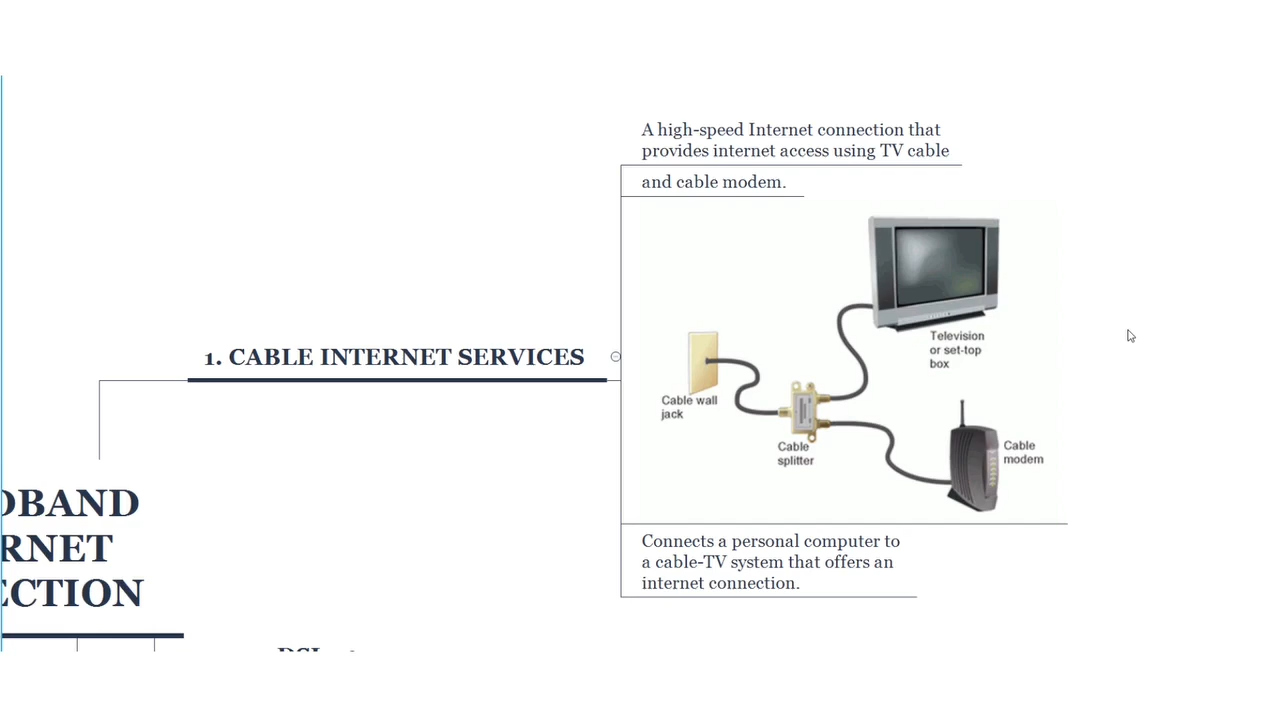 A high-speed Internet connection that
provides internet access using TV cable
and cable modem.
Television
or set-top
box
1. CABLE INTERNET SERVICES
Cable wall
jack
Cable
splitter
Cable
modem
DBAND
RNET
ECTION
Connects a personal computer to
a cable-TV system that offers an
internet connection.